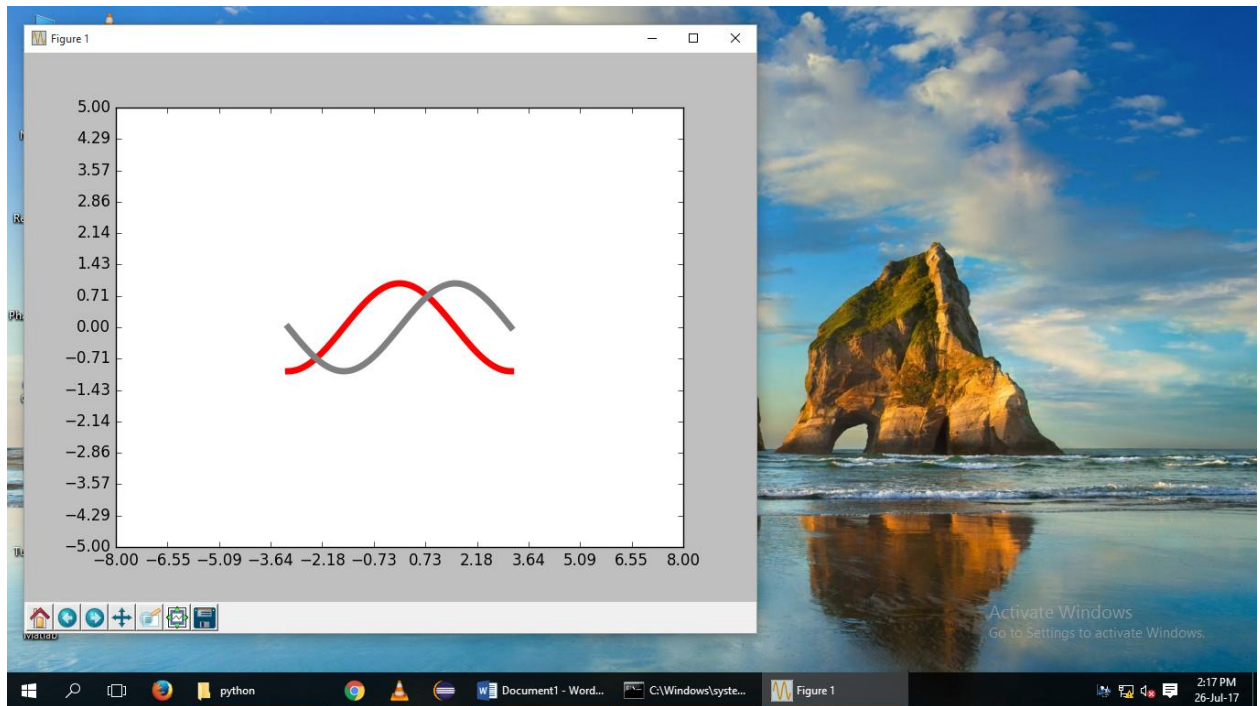 Figure 1
5.00
4.29
3.57
2.86
2.14
1.43
0.71
0.00
−0.71
−1.43
−2.14
−2.86
−3.57
−4.29
−5.00
−8.00 −6.55 −5.09 −3.64 −2.18 −0.73 0.73 2.18 3.64 5.09 6.55 8.00
Matlab
Activate Windows
Go to Settings to activate Windows.
python
Document1 - Word...
C:\Windows\syste...
Figure 1
2:17 PM
26-Jul-17